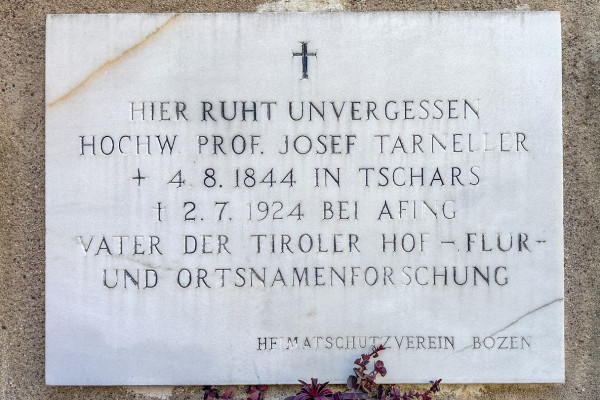 HIER RUHT UNVERGESSEN
HOCHW. PROF. JOSEF TARNELLER
+ 4. 8. 1844 IN TSCHARS
† 2. 7. 1924 BEI AFING
VATER DER TIROLER HOF-, FLUR-
UND ORTSNAMENFORSCHUNG
HEIMATSCHUTZVEREIN BOZEN